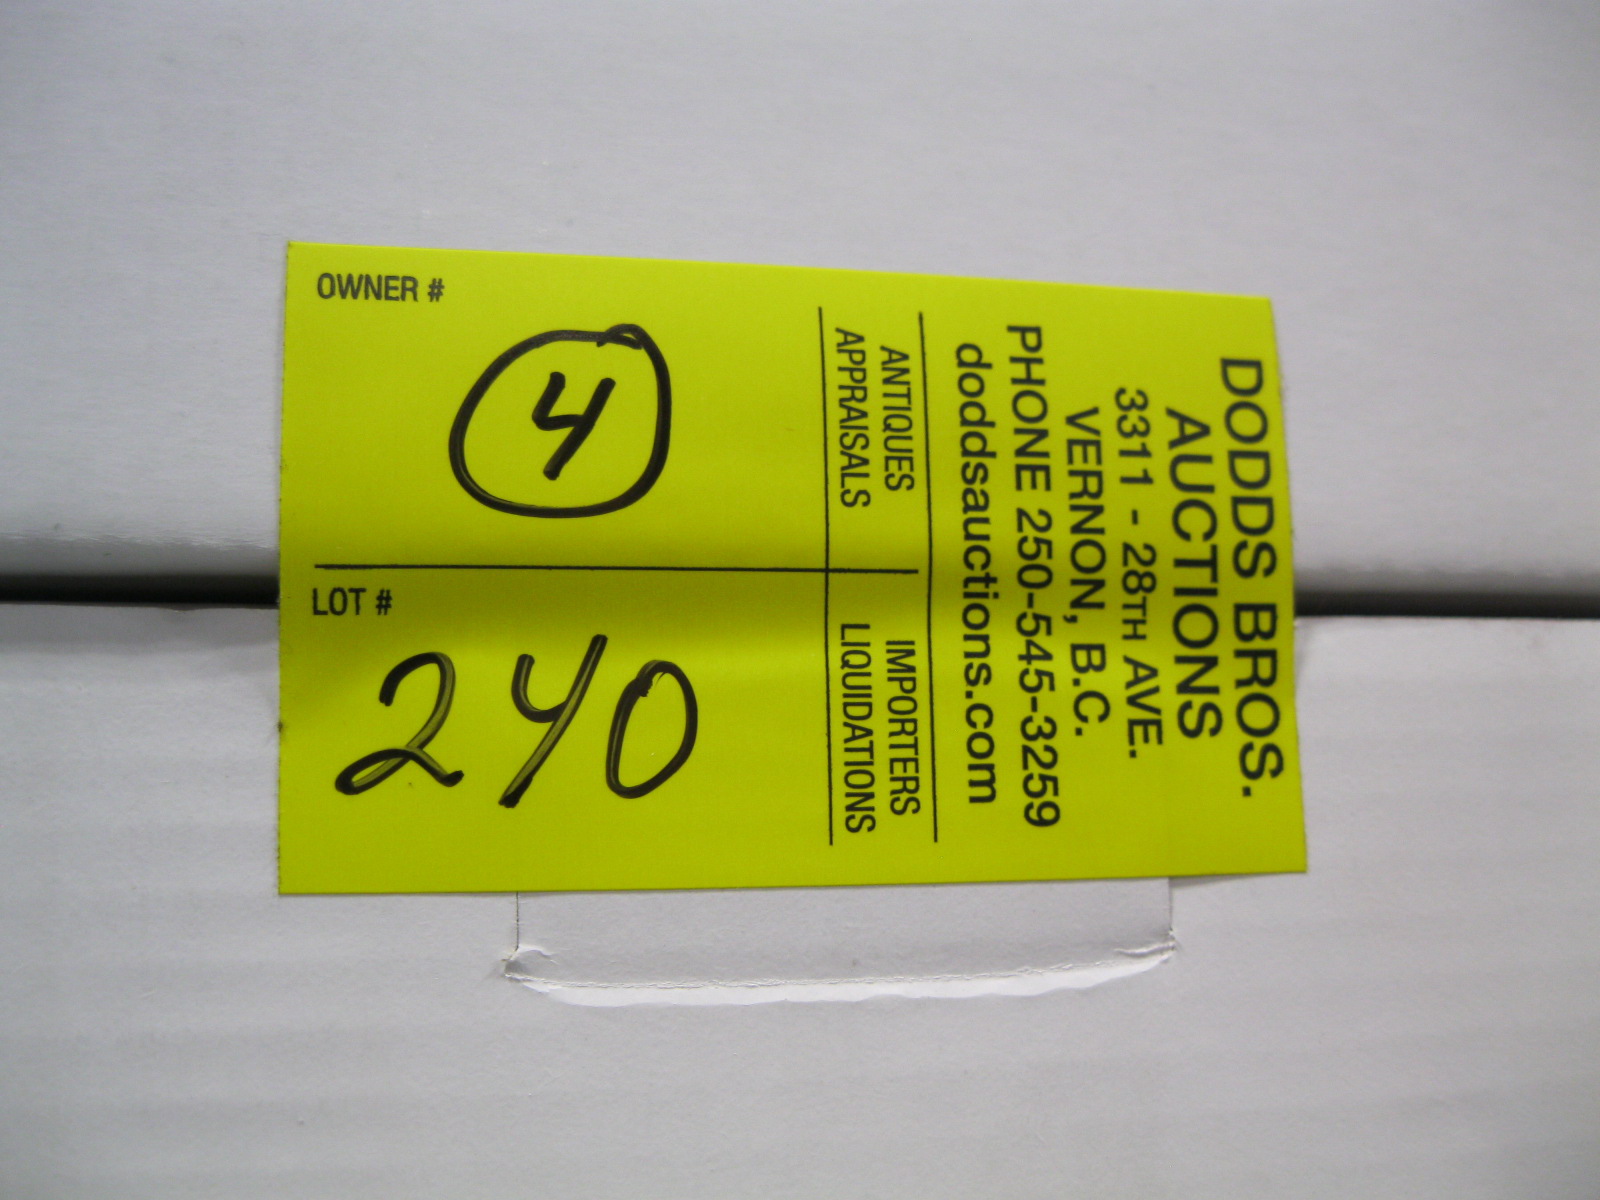 DODDS BROS.
AUCTIONS
3311 - 28TH AVE.
VERNON, B.C.
PHONE 250-545-3259
doddsauctions.com
ANTIQUES
APPRAISALS
IMPORTERS
LIQUIDATIONS
OWNER #
4
LOT #
240